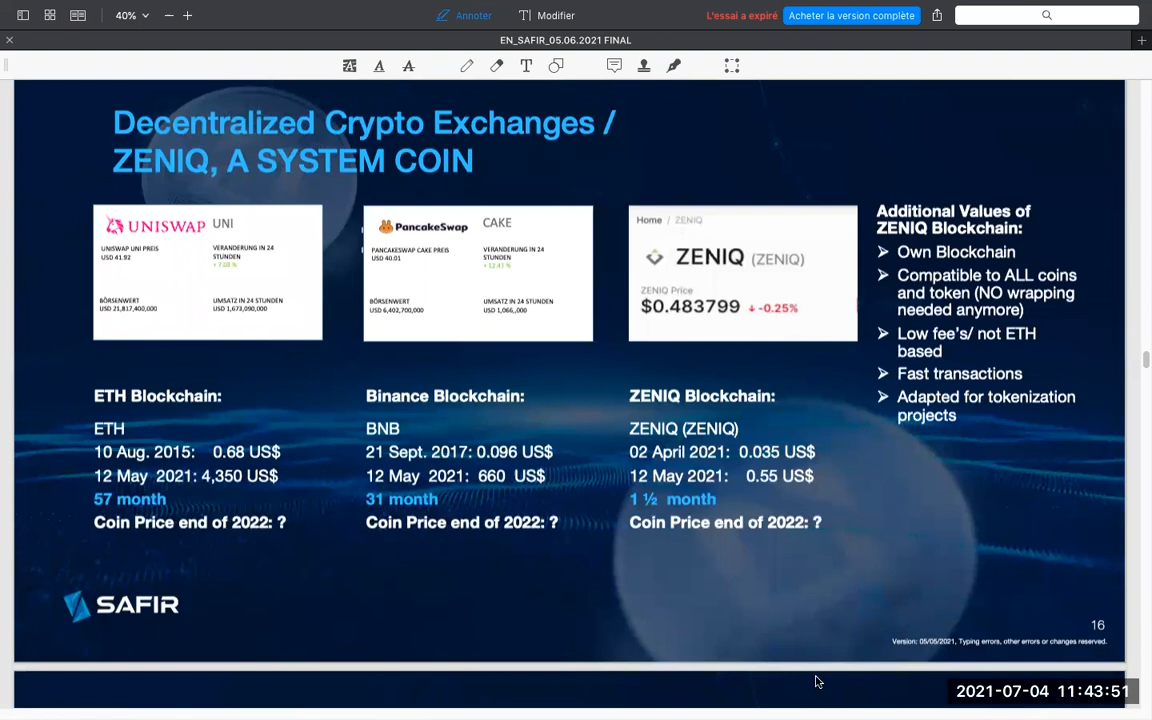 40%
Annoter
Modifier
L'essai a expiré
Acheter la version complète
EN_SAFIR_05.06.2021 FINAL
Decentralized Crypto Exchanges /
ZENIQ, A SYSTEM COIN
UNISWAP UNI
UNISWAP UNI PREIS
USD 41.92
VERANDERUNG IN 24
STUNDEN
+ 7.03 %
BÖRSENWERT
USD 21,817,400,000
UMSATZ IN 24 STUNDEN
USD 1,673,090,000
PancakeSwap CAKE
PANCAKESWAP CAKE PREIS
USD 40.01
VERANDERUNG IN 24
STUNDEN
+ 12.41 %
BÖRSENWERT
USD 6,402,700,000
UMSATZ IN 24 STUNDEN
USD 1,066,,000
Home / ZENIQ
ZENIQ (ZENIQ)
ZENIQ Price
$0.483799 -0.25%
Additional Values of
ZENIQ Blockchain:
Own Blockchain
Compatible to ALL coins
and token (NO wrapping
needed anymore)
Low fee's/ not ETH
based
Fast transactions
Adapted for tokenization
projects
ETH Blockchain:
ETH
10 Aug. 2015: 0.68 US$
12 May 2021: 4,350 US$
57 month
Coin Price end of 2022: ?
Binance Blockchain:
BNB
21 Sept. 2017: 0.096 US$
12 May 2021: 660 US$
31 month
Coin Price end of 2022: ?
ZENIQ Blockchain:
ZENIQ (ZENIQ)
02 April 2021: 0.035 US$
12 May 2021: 0.55 US$
1 ½ month
Coin Price end of 2022: ?
SAFIR
16
Version: 05/05/2021, Typing errors, other errors or changes reserved.
2021-07-04 11:43:51